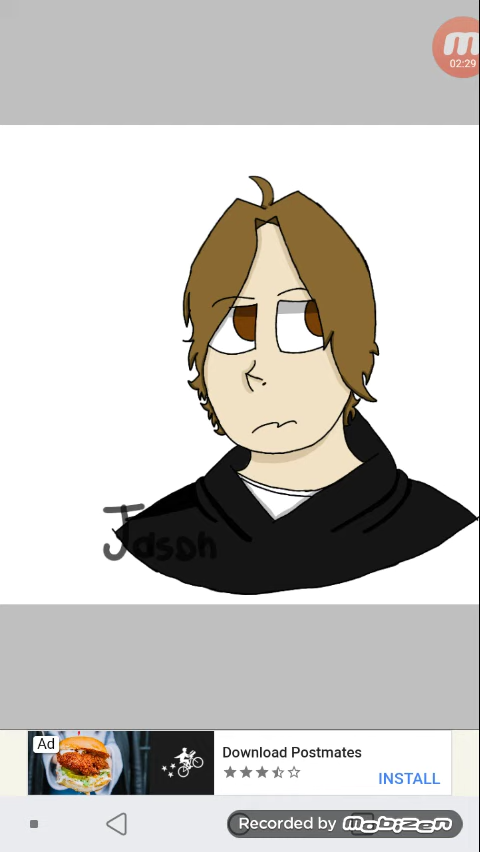 02:29
Jason
Ad
Download Postmates
INSTALL
Recorded by mobizen